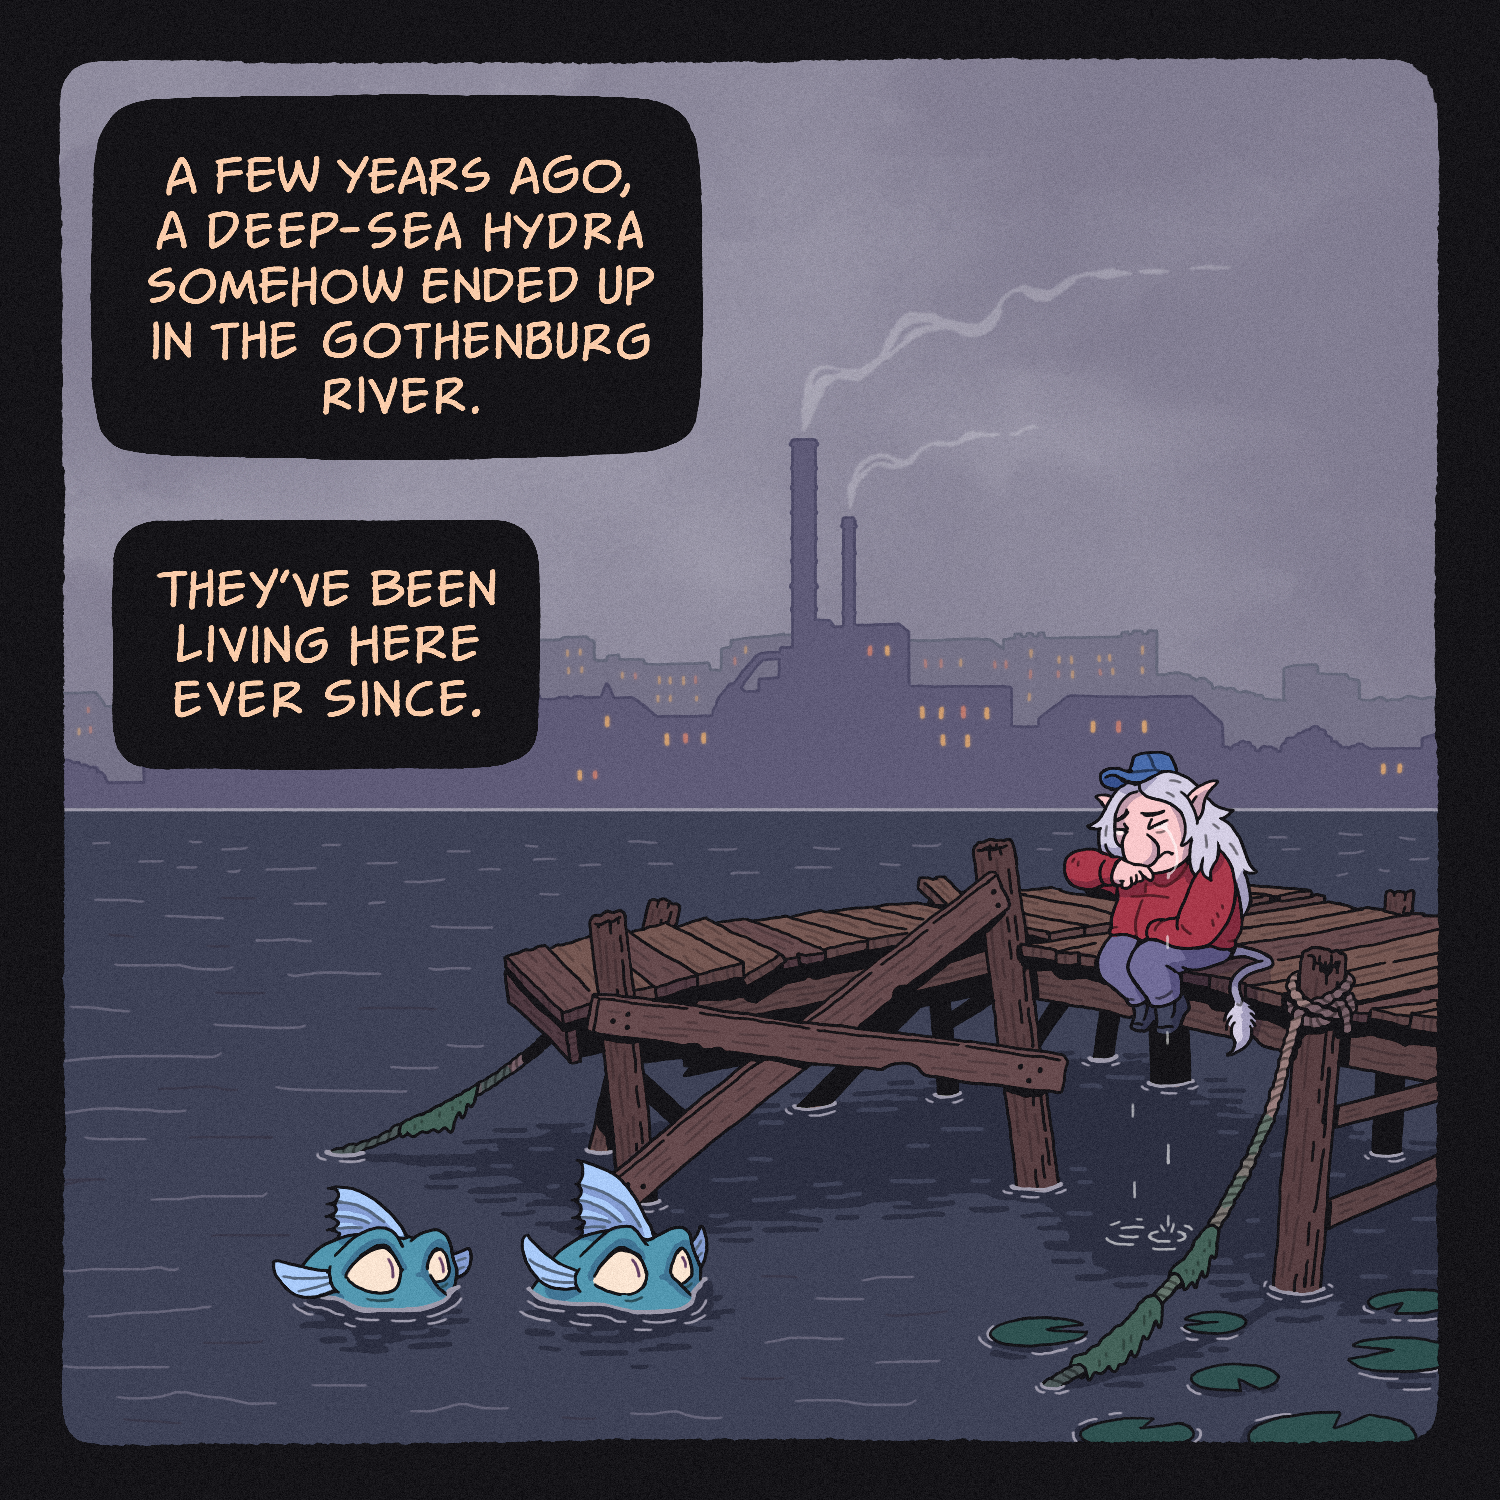 A FEW YEARS AGO,
A DEEP-SEA HYDRA
SOMEHOW ENDED UP
IN THE GOTHENBURG
RIVER.
THEY'VE BEEN
LIVING HERE
EVER SINCE.